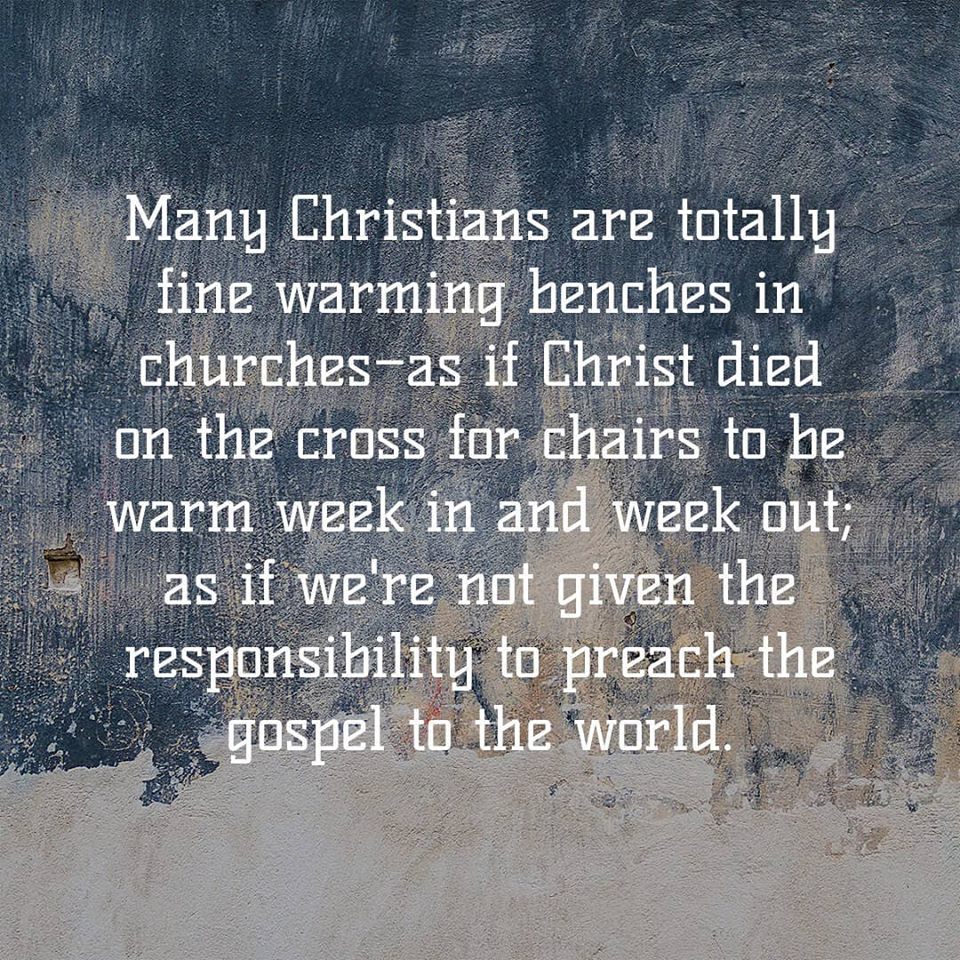 Many Christians are totally
fine warming benches in
churches—as if Christ died
on the cross for chairs to be
warm week in and week out;
as if we're not given the
responsibility to preach the
gospel to the world.